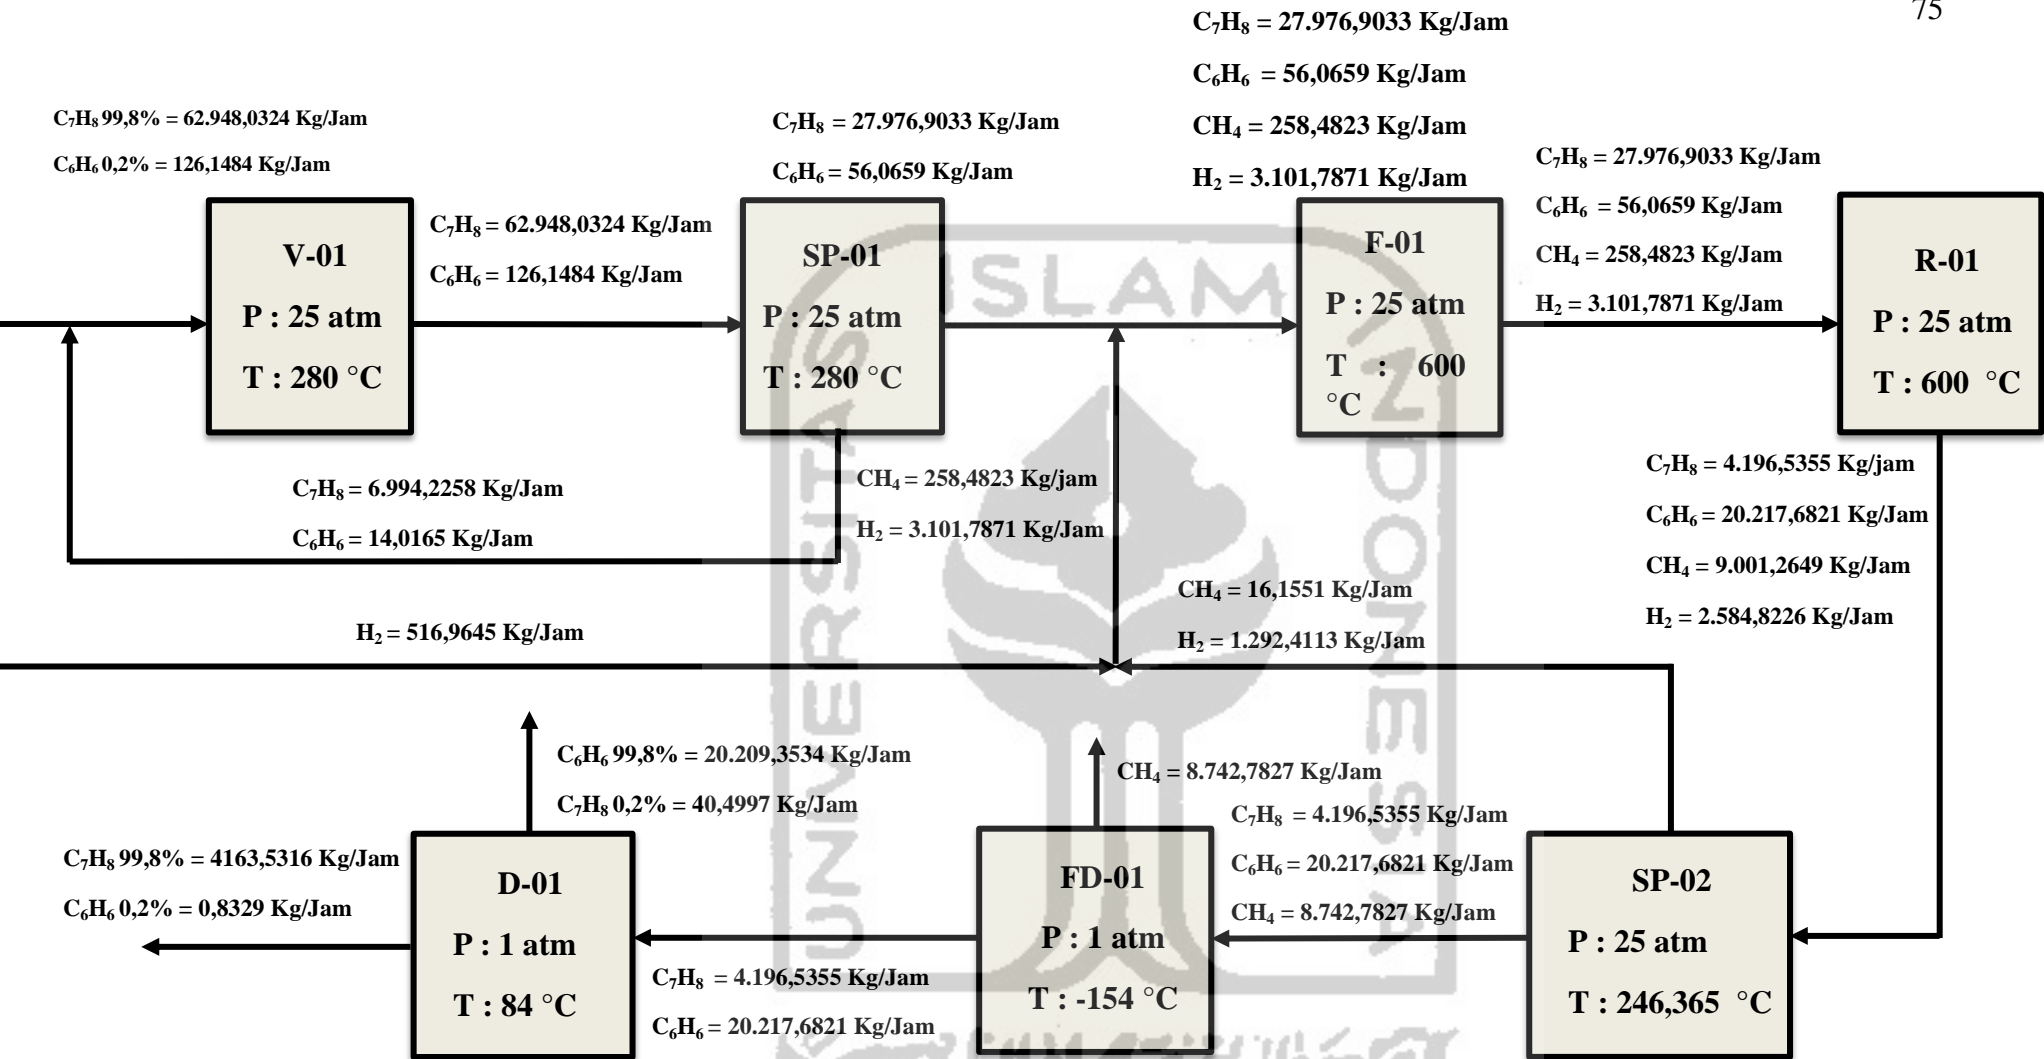 75
C₇H₈ 99,8% = 62.948,0324 Kg/Jam
C₆H₆ 0,2% = 126,1484 Kg/Jam
V-01
P : 25 atm
T : 280 °C
C₇H₈ = 62.948,0324 Kg/Jam
C₆H₆ = 126,1484 Kg/Jam
C₇H₈ = 27.976,9033 Kg/Jam
C₆H₆ = 56,0659 Kg/Jam
SP-01
P : 25 atm
T : 280 °C
C₇H₈ = 27.976,9033 Kg/Jam
C₆H₆ = 56,0659 Kg/Jam
CH₄ = 258,4823 Kg/Jam
H₂ = 3.101,7871 Kg/Jam
F-01
P : 25 atm
T : 600
°C
C₇H₈ = 27.976,9033 Kg/Jam
C₆H₆ = 56,0659 Kg/Jam
CH₄ = 258,4823 Kg/Jam
H₂ = 3.101,7871 Kg/Jam
R-01
P : 25 atm
T : 600 °C
C₇H₈ = 6.994,2258 Kg/Jam
C₆H₆ = 14,0165 Kg/Jam
CH₄ = 258,4823 Kg/jam
H₂ = 3.101,7871 Kg/Jam
C₇H₈ = 4.196,5355 Kg/jam
C₆H₆ = 20.217,6821 Kg/Jam
CH₄ = 9.001,2649 Kg/Jam
H₂ = 2.584,8226 Kg/Jam
H₂ = 516,9645 Kg/Jam
CH₄ = 16,1551 Kg/Jam
H₂ = 1.292,4113 Kg/Jam
C₆H₆ 99,8% = 20.209,3534 Kg/Jam
C₇H₈ 0,2% = 40,4997 Kg/Jam
CH₄ = 8.742,7827 Kg/Jam
C₇H₈ = 4.196,5355 Kg/Jam
C₆H₆ = 20.217,6821 Kg/Jam
CH₄ = 8.742,7827 Kg/Jam
C₇H₈ 99,8% = 4163,5316 Kg/Jam
C₆H₆ 0,2% = 0,8329 Kg/Jam
D-01
P : 1 atm
T : 84 °C
C₇H₈ = 4.196,5355 Kg/Jam
C₆H₆ = 20.217,6821 Kg/Jam
FD-01
P : 1 atm
T : -154 °C
SP-02
P : 25 atm
T : 246,365 °C
UNIVERSITAS
ISLAM
INDONESIA